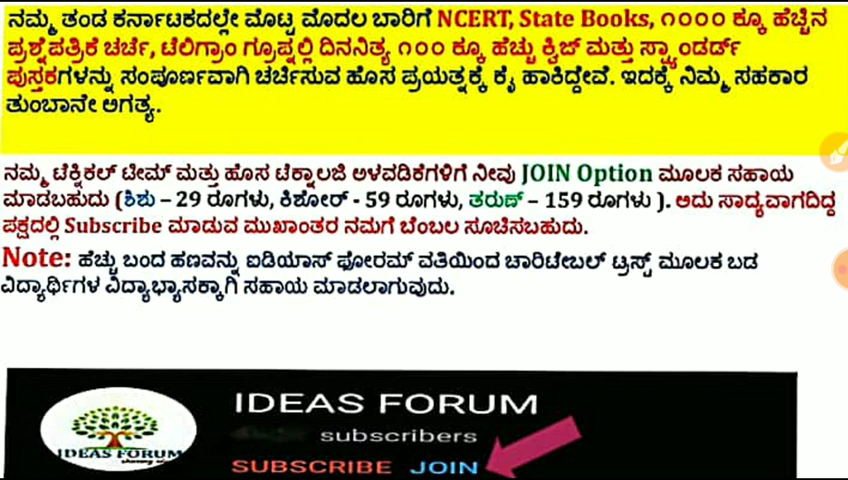 ನಮ್ಮ ತಂಡ ಕರ್ನಾಟಕದಲ್ಲೇ ಮೊಟ್ಟ ಮೊದಲ ಬಾರಿಗೆ NCERT, State Books, ೧೦೦೦ ಕ್ಕೂ ಹೆಚ್ಚಿನ
ಪ್ರಶ್ನಪತ್ರಿಕೆ ಚರ್ಚೆ, ಟೆಲಿಗ್ರಾಂ ಗ್ರೂಪ್ನಲ್ಲಿ ದಿನನಿತ್ಯ ೧೦೦ ಕ್ಕೂ ಹೆಚ್ಚು ಕ್ವಿಜ್ ಮತ್ತು ಸ್ಟ್ಯಾಂಡರ್ಡ್
ಪುಸ್ತಕಗಳನ್ನು ಸಂಪೂರ್ಣವಾಗಿ ಚರ್ಚಿಸುವ ಹೊಸ ಪ್ರಯತ್ನಕ್ಕೆ ಕೈ ಹಾಕಿದ್ದೇವೆ. ಇದಕ್ಕೆ ನಿಮ್ಮ ಸಹಕಾರ
ತುಂಬಾನೇ ಅಗತ್ಯ.
ನಮ್ಮ ಟೆಕ್ನಿಕಲ್ ಟೀಮ್ ಮತ್ತು ಹೊಸ ಟೆಕ್ನಾಲಜಿ ಅಳವಡಿಕೆಗಳಿಗೆ ನೀವು JOIN Option ಮೂಲಕ ಸಹಾಯ
ಮಾಡಬಹುದು (ಶಿಶು – 29 ರೂಗಳು, ಕಿಶೋರ್ - 59 ರೂಗಳು, ತರುಣ್ – 159 ರೂಗಳು ). ಅದು ಸಾದ್ಯವಾಗದಿದ್ದ
ಪಕ್ಷದಲ್ಲಿ Subscribe ಮಾಡುವ ಮುಖಾಂತರ ನಮಗೆ ಬೆಂಬಲ ಸೂಚಿಸಬಹುದು.
Note: ಹೆಚ್ಚು ಬಂದ ಹಣವನ್ನು ಐಡಿಯಾಸ್ ಫೋರಮ್ ವತಿಯಿಂದ ಚಾರಿಟೇಬಲ್ ಟ್ರಸ್ಟ್ ಮೂಲಕ ಬಡ
ವಿದ್ಯಾರ್ಥಿಗಳ ವಿದ್ಯಾಭ್ಯಾಸಕ್ಕಾಗಿ ಸಹಾಯ ಮಾಡಲಾಗುವುದು.
IDEAS FORUM
subscribers
IDEAS FORUM
SUBSCRIBE JOIN